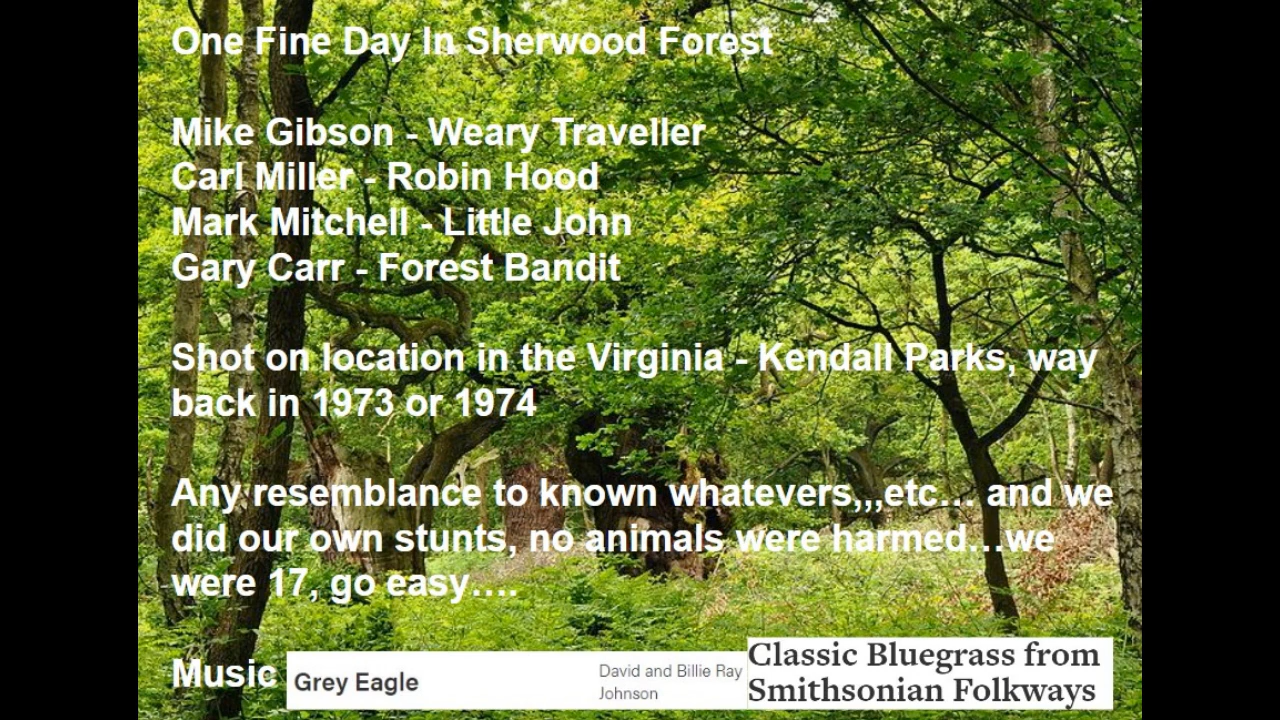 One Fine Day In Sherwood Forest
Mike Gibson - Weary Traveller
Carl Miller - Robin Hood
Mark Mitchell - Little John
Gary Carr - Forest Bandit
Shot on location in the Virginia - Kendall Parks, way
back in 1973 or 1974
Any resemblance to known whatevers,,,etc… and we
did our own stunts, no animals were harmed…we
were 17, go easy….
Music
Grey Eagle
David and Billie Ray
Johnson
Classic Bluegrass from
Smithsonian Folkways